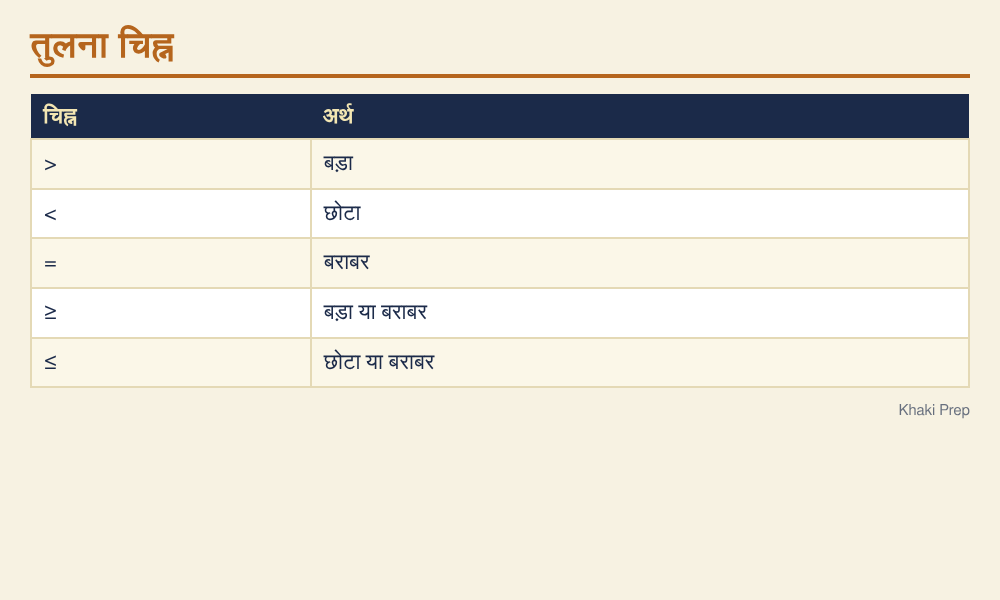 तुलना चिह्न
चिह्न अर्थ
> बड़ा
< छोटा
= बराबर
≥ बड़ा या बराबर
≤ छोटा या बराबर
Khaki Prep